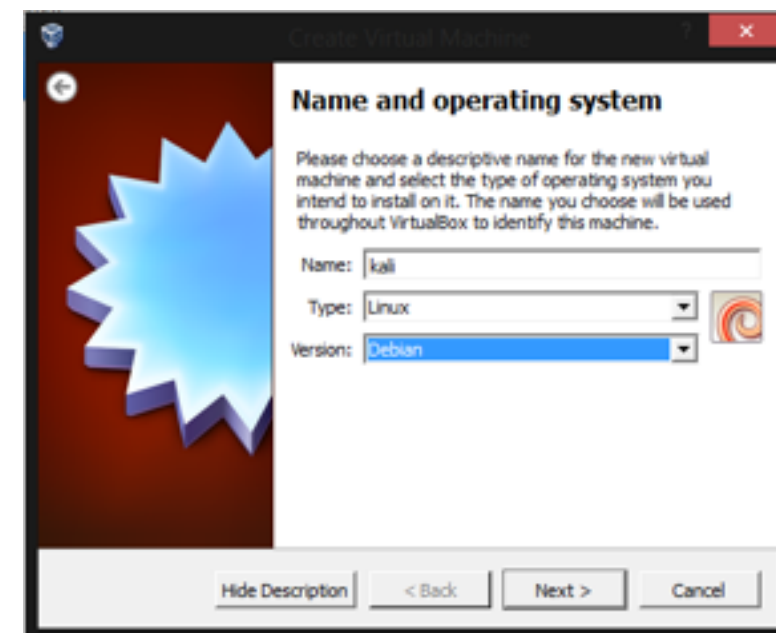 Create Virtual Machine
?
Name and operating system
Please choose a descriptive name for the new virtual
machine and select the type of operating system you
intend to install on it. The name you choose will be used
throughout VirtualBox to identify this machine.
Name: kali
Type: Linux
Version: Debian
Hide Description < Back Next > Cancel